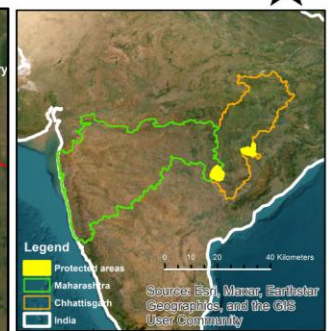 y
Legend
Protected areas
Maharashtra
Chhattisgarh
India
0 10 20 40 Kilometers
Source: Esri, Maxar, Earthstar
Geographics, and the GIS
User Community